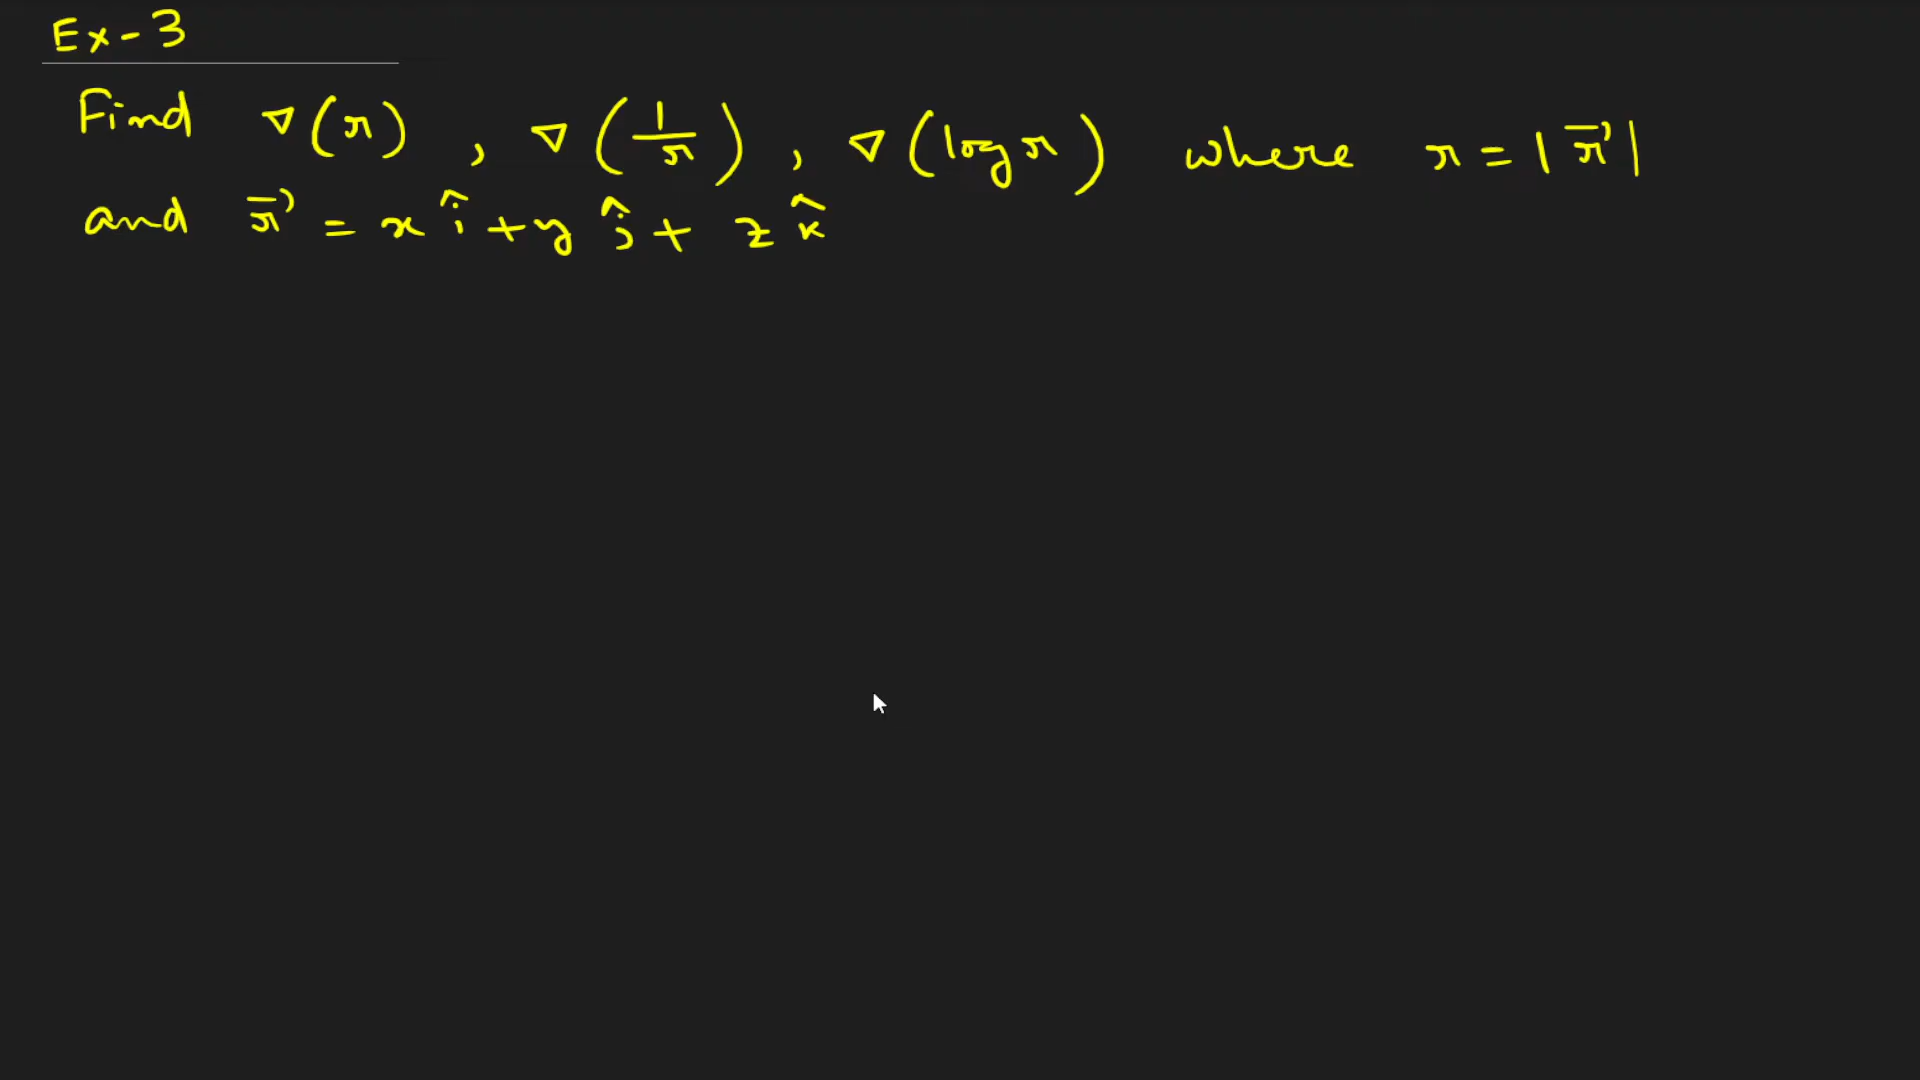 Ex-3
Find ∇(r) , ∇(1/r) , ∇(log r) where r = |r⃗|
and r⃗ = x î + y ĵ + z k̂